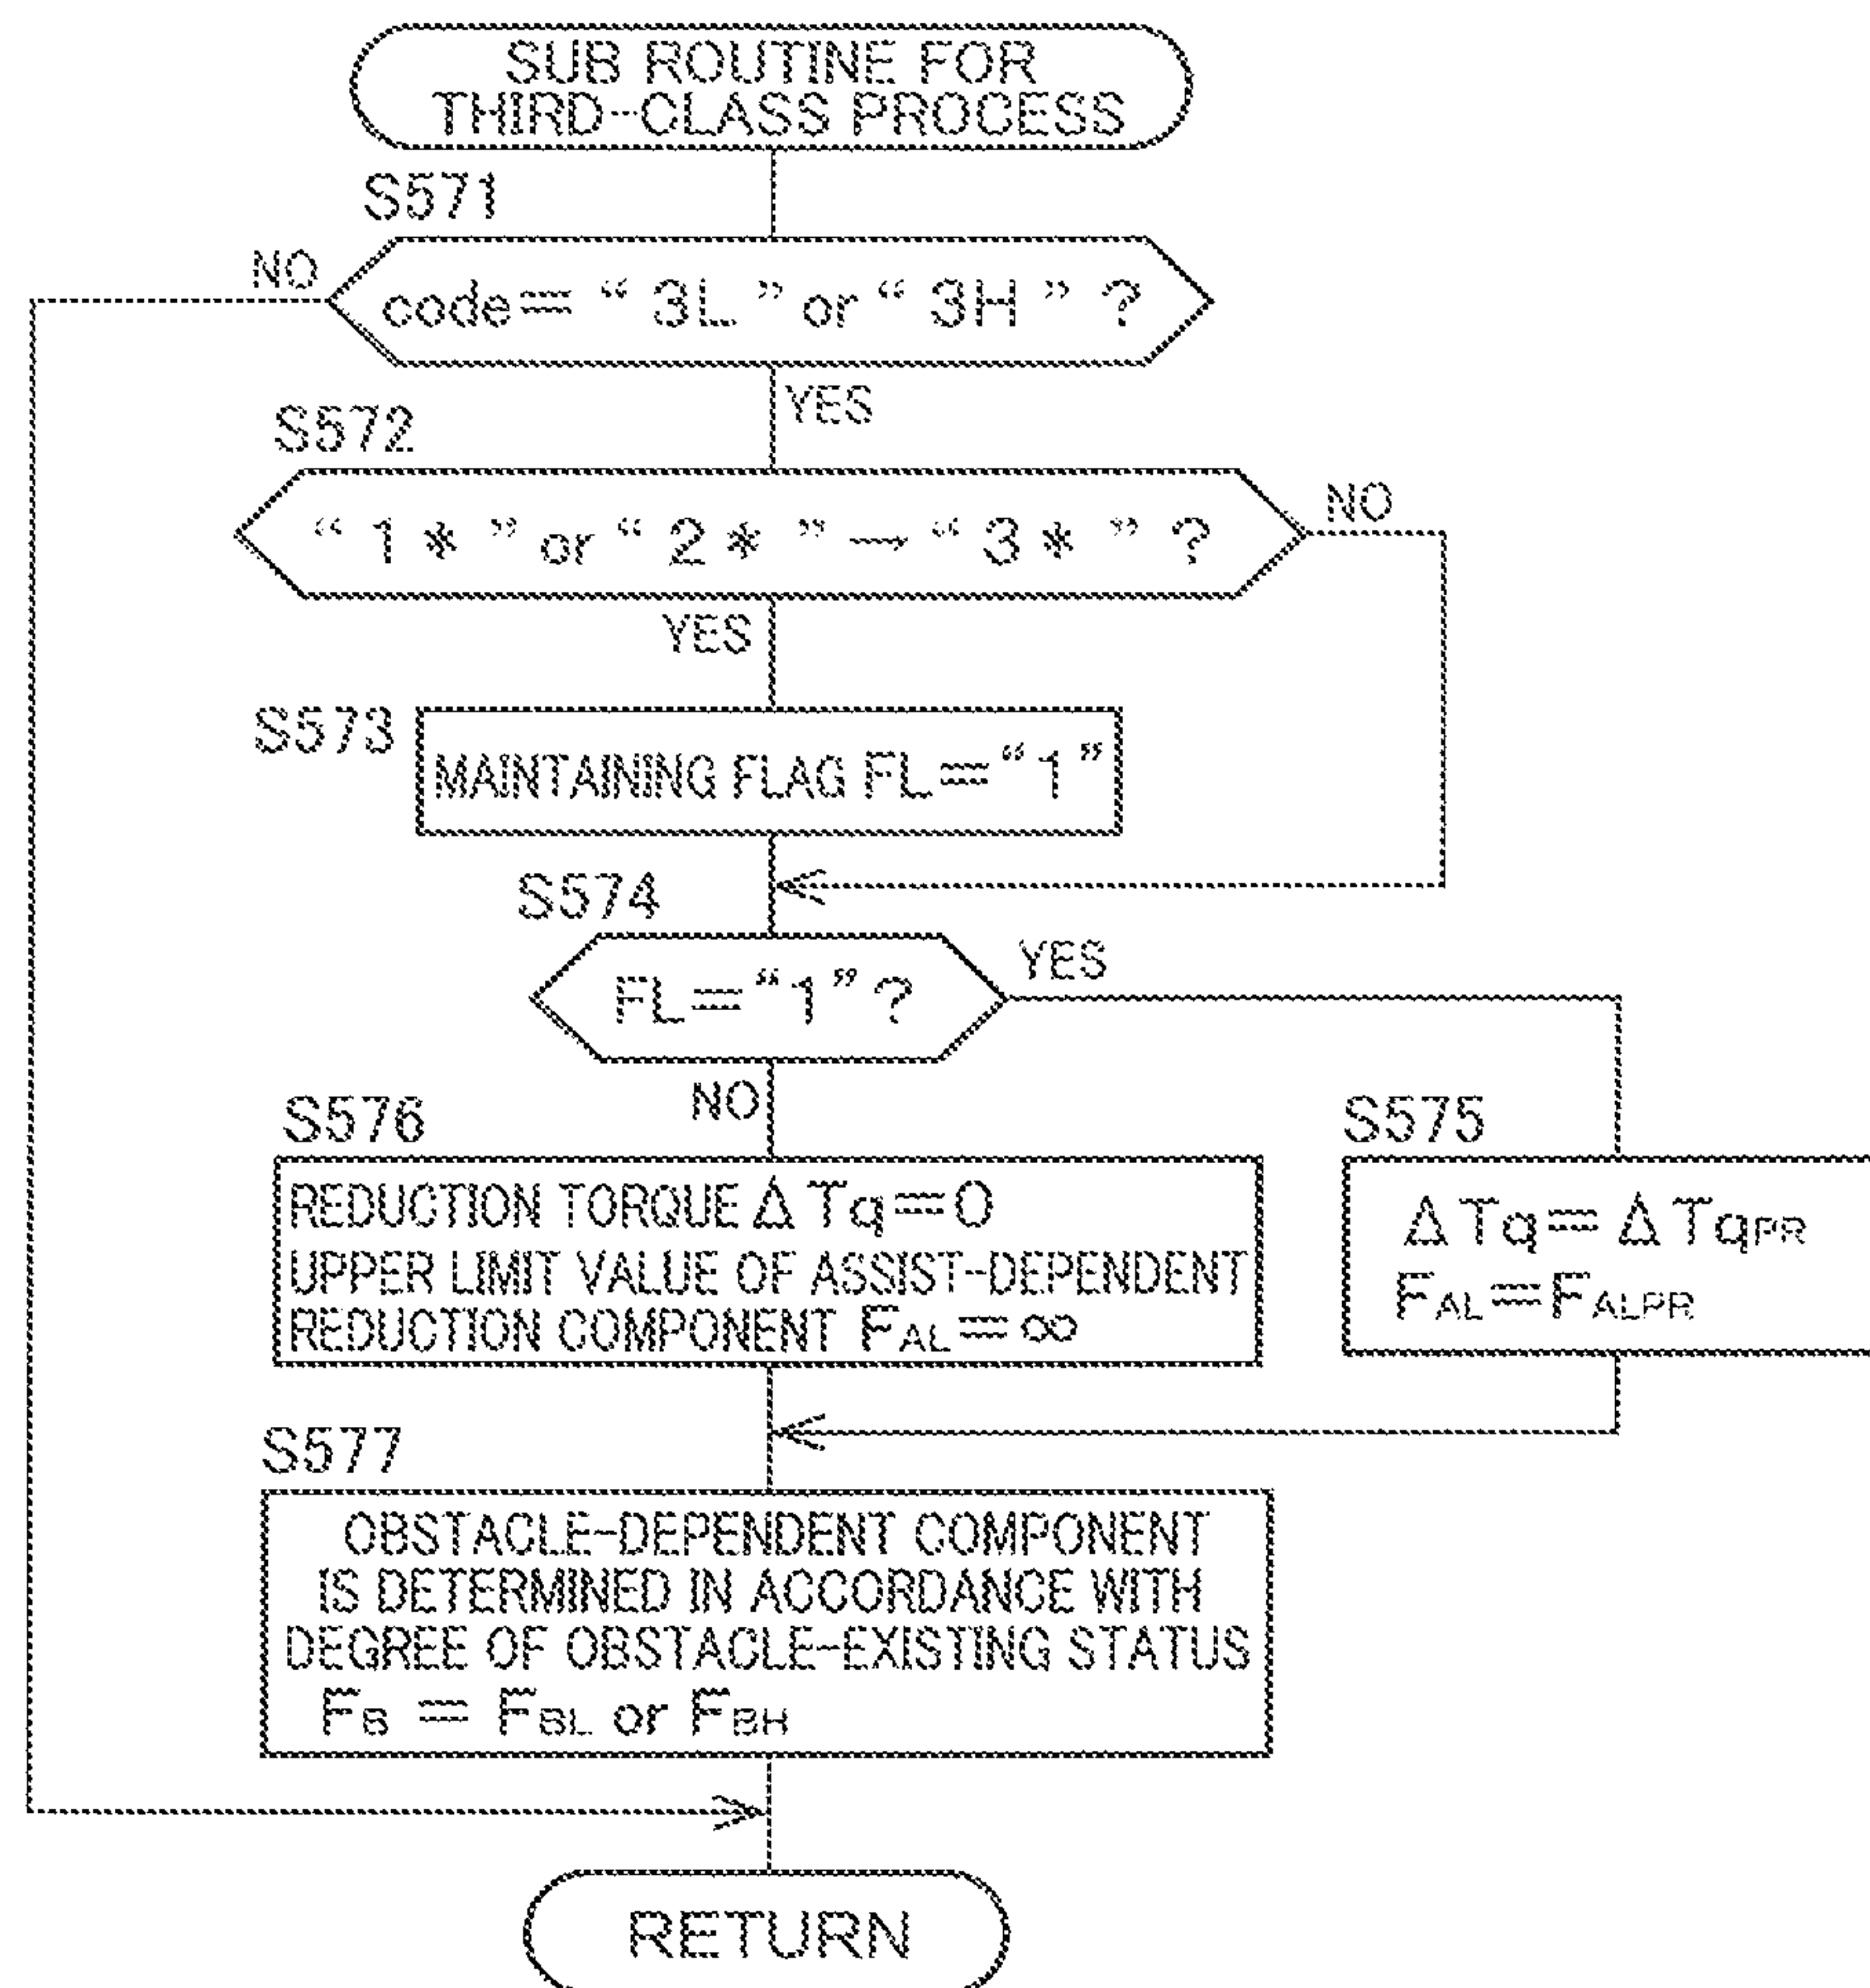 SUB ROUTINE FOR
THIRD-CLASS PROCESS
S571
NO
code=“3L” or “3H”?
YES
S572
“1*” or “2*”→“3*”?
NO
YES
S573
MAINTAINING FLAG FL=“1”
S574
FL=“1”?
YES
NO
S576
REDUCTION TORQUE ΔTq=0
UPPER LIMIT VALUE OF ASSIST-DEPENDENT
REDUCTION COMPONENT FAL=∞
S575
ΔTq=ΔTqPR
FAL=FALPR
S577
OBSTACLE-DEPENDENT COMPONENT
IS DETERMINED IN ACCORDANCE WITH
DEGREE OF OBSTACLE-EXISTING STATUS
FB = FBL or FBH
RETURN